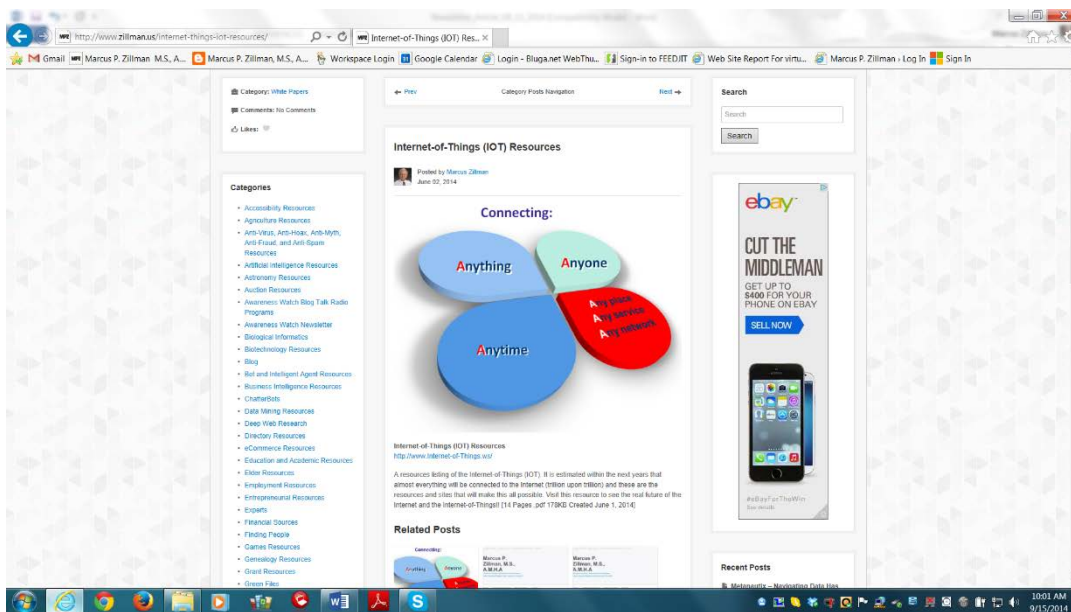 http://www.zillman.us/internet-things-iot-resources/
Internet-of-Things (IOT) Res...
Gmail
Marcus P. Zillman M.S., A...
Marcus P. Zillman, M.S., A...
Workspace Login
Google Calendar
Login - Bluga.net WebThu...
Sign-in to FEEDJIT
Web Site Report For virtu...
Marcus P. Zillman › Log In
Sign In
Category: White Papers
Comments: No Comments
Likes:
Categories
Accessibility Resources
Agriculture Resources
Anti-Virus, Anti-Hoax, Anti-Myth,
Anti-Fraud, and Anti-Spam
Resources
Artificial Intelligence Resources
Astronomy Resources
Auction Resources
Awareness Watch Blog Talk Radio
Programs
Awareness Watch Newsletter
Biological Informatics
Biotechnology Resources
Blog
Bot and Intelligent Agent Resources
Business Intelligence Resources
ChatterBots
Data Mining Resources
Deep Web Research
Directory Resources
eCommerce Resources
Education and Academic Resources
Elder Resources
Employment Resources
Entrepreneurial Resources
Experts
Financial Sources
Finding People
Games Resources
Genealogy Resources
Grant Resources
Green Files
← Prev
Category Posts Navigation
Next →
Internet-of-Things (IOT) Resources
Posted by Marcus Zillman
June 02, 2014
Connecting:
Anything
Anyone
Any place
Any service
Any network
Anytime
Internet-of-Things (IOT) Resources
http://www.Internet-of-Things.ws/
A resources listing of the Internet-of-Things (IOT). It is estimated within the next years that
almost everything will be connected to the Internet (trillion upon trillion) and these are the
resources and sites that will make this all possible. Visit this resource to see the real future of the
Internet and the Internet-of-Things!! [14 Pages .pdf 178KB Created June 1, 2014]
Related Posts
Connecting:
Anything
Anyone
Marcus P.
Zillman, M.S.,
A.M.H.A
Marcus P.
Zillman, M.S.,
A.M.H.A
Search
Search
Search
ebay
CUT THE
MIDDLEMAN
GET UP TO
$400 FOR YOUR
PHONE ON EBAY
SELL NOW
#eBayForTheWin
Recent Posts
Metanautix – Navigating Data Has
10:01 AM
9/15/2014